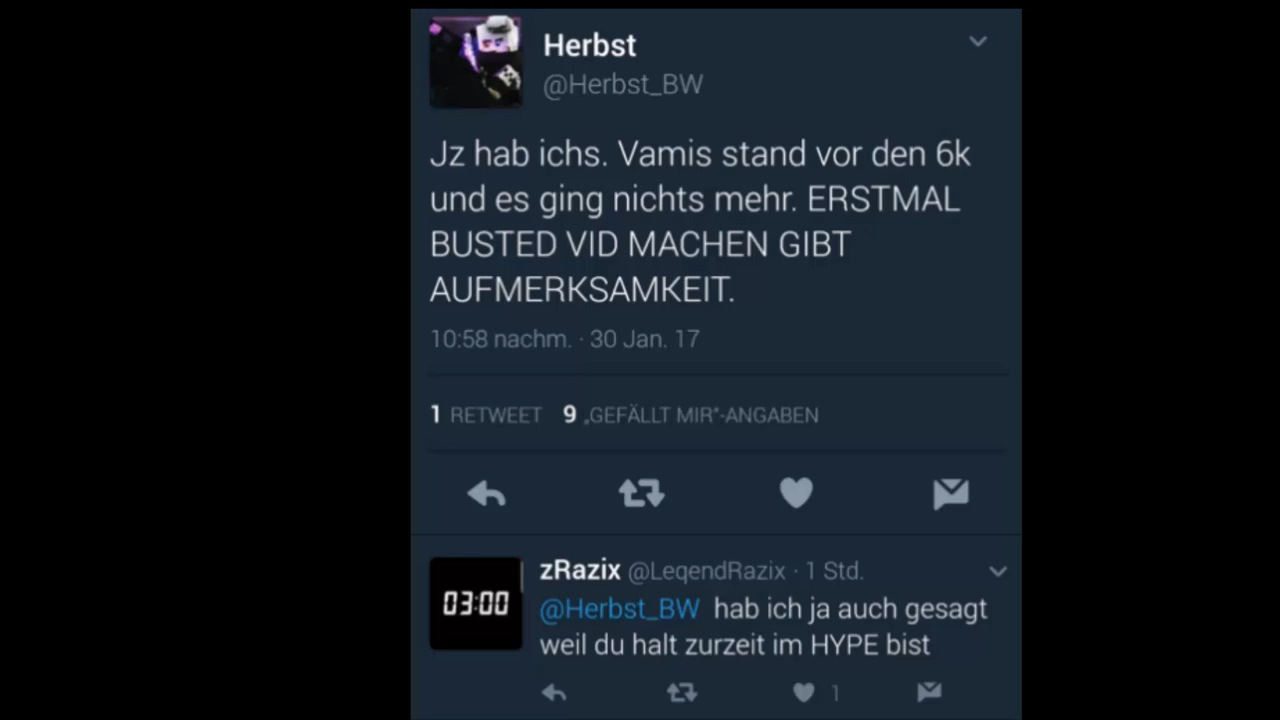 Herbst
@Herbst_BW
Jz hab ichs. Vamis stand vor den 6k
und es ging nichts mehr. ERSTMAL
BUSTED VID MACHEN GIBT
AUFMERKSAMKEIT.
10:58 nachm. · 30 Jan. 17
1 RETWEET 9 „GEFÄLLT MIR“-ANGABEN
03:00
zRazix @LeqendRazix · 1 Std.
@Herbst_BW hab ich ja auch gesagt
weil du halt zurzeit im HYPE bist
1